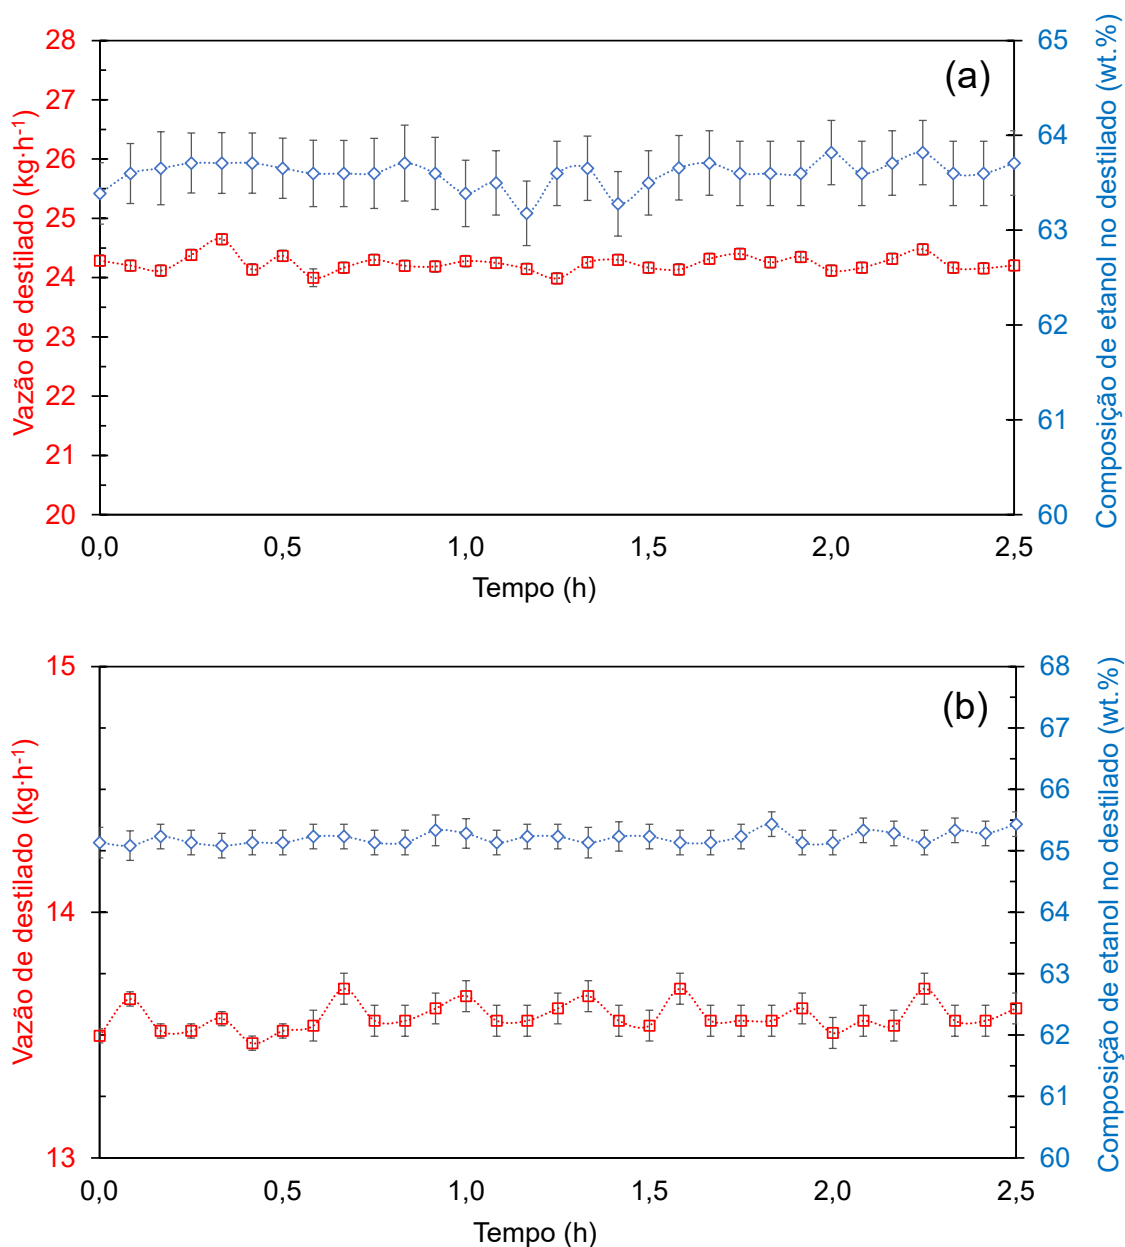 (a)
Vazão de destilado (kg·h⁻¹)
28
27
26
25
24
23
22
21
20
Composição de etanol no destilado (wt.%)
65
64
63
62
61
60
0,0 0,5 1,0 1,5 2,0 2,5
Tempo (h)
(b)
Vazão de destilado (kg·h⁻¹)
15
14
13
Composição de etanol no destilado (wt.%)
68
67
66
65
64
63
62
61
60
0,0 0,5 1,0 1,5 2,0 2,5
Tempo (h)